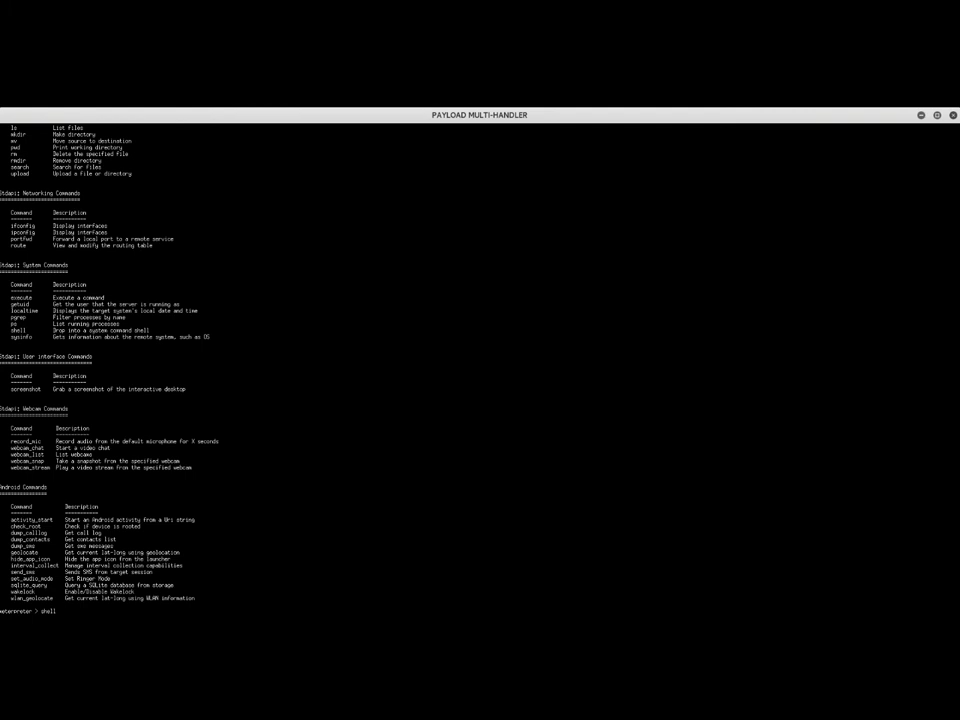 PAYLOAD MULTI-HANDLER
ls List files
mkdir Make directory
mv Move source to destination
pwd Print working directory
rm Delete the specified file
rmdir Remove directory
search Search for files
upload Upload a file or directory
Stdapi: Networking Commands
===========================
Command Description
------- -----------
ifconfig Display interfaces
ipconfig Display interfaces
portfwd Forward a local port to a remote service
route View and modify the routing table
Stdapi: System Commands
=======================
Command Description
------- -----------
execute Execute a command
getuid Get the user that the server is running as
localtime Displays the target system's local date and time
pgrep Filter processes by name
ps List running processes
shell Drop into a system command shell
sysinfo Gets information about the remote system, such as OS
Stdapi: User interface Commands
===============================
Command Description
------- -----------
screenshot Grab a screenshot of the interactive desktop
Stdapi: Webcam Commands
=======================
Command Description
------- -----------
record_mic Record audio from the default microphone for X seconds
webcam_chat Start a video chat
webcam_list List webcams
webcam_snap Take a snapshot from the specified webcam
webcam_stream Play a video stream from the specified webcam
Android Commands
================
Command Description
------- -----------
activity_start Start an Android activity from a Uri string
check_root Check if device is rooted
dump_calllog Get call log
dump_contacts Get contacts list
dump_sms Get sms messages
geolocate Get current lat-long using geolocation
hide_app_icon Hide the app icon from the launcher
interval_collect Manage interval collection capabilities
send_sms Sends SMS from target session
set_audio_mode Set Ringer Mode
sqlite_query Query a SQLite database from storage
wakelock Enable/Disable Wakelock
wlan_geolocate Get current lat-long using WLAN information
meterpreter > shell